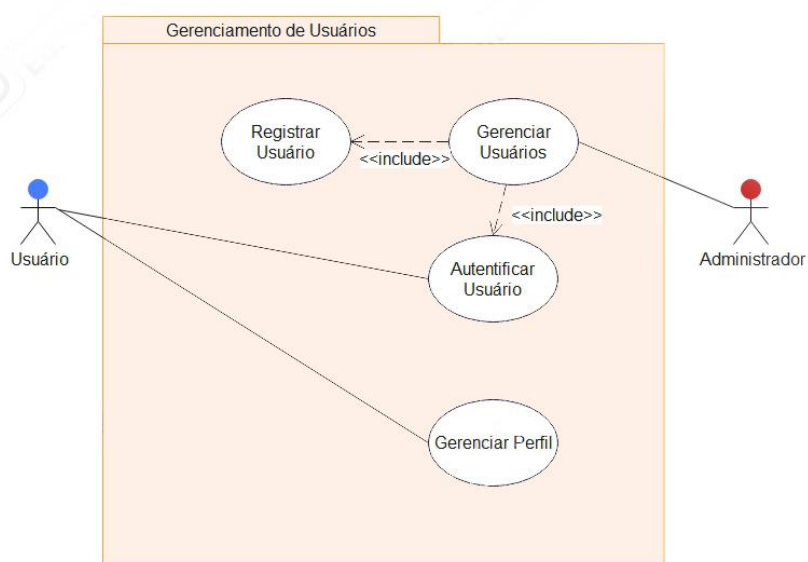 Gerenciamento de Usuários
Registrar
Usuário
<<include>>
Gerenciar
Usuários
<<include>>
Usuário
Administrador
Autentificar
Usuário
Gerenciar Perfil